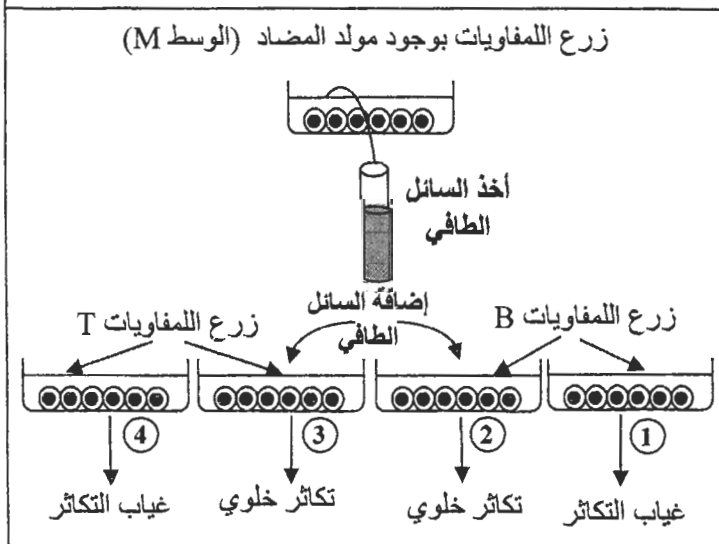 زرع اللمفاويات بوجود مولد المضاد (الوسط M)
أخذ السائل
الطافي
إضافة السائل
الطافي
زرع اللمفاويات B
زرع اللمفاويات T
1
2
3
4
غياب التكاثر
تكاثر خلوي
تكاثر خلوي
غياب التكاثر